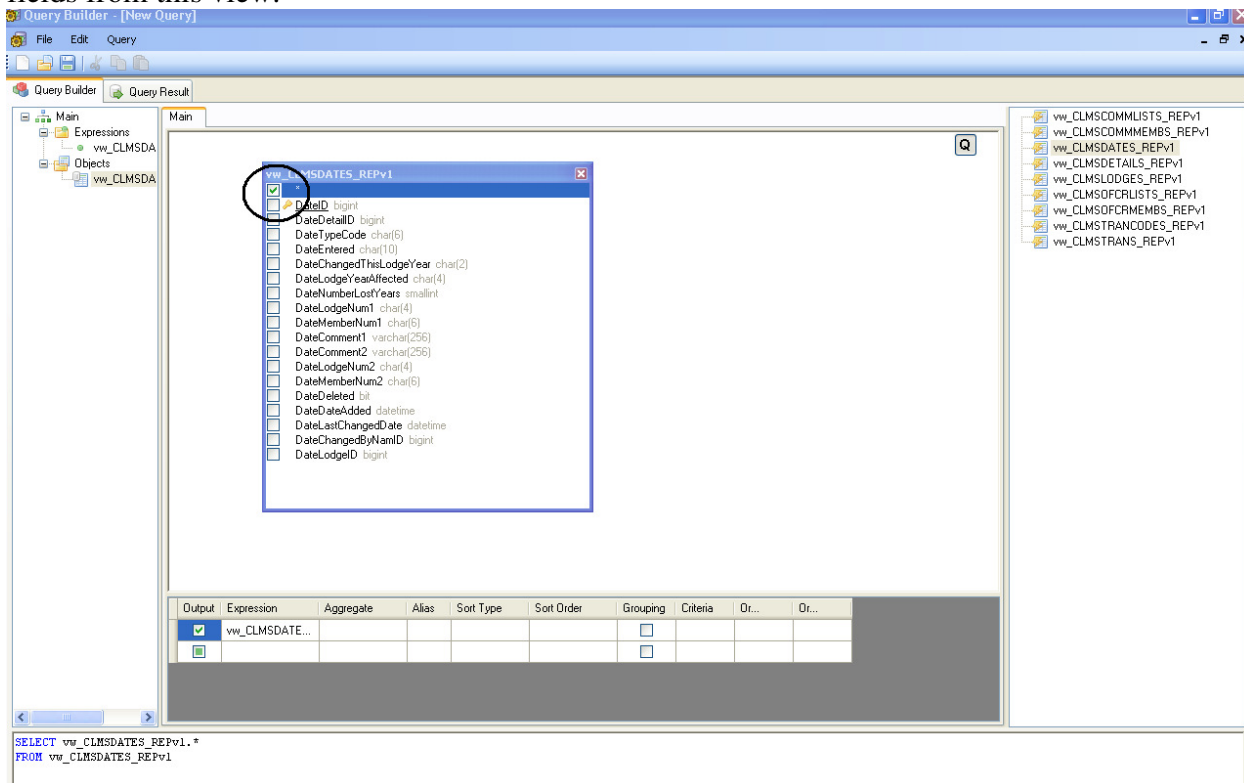 fields from this view.
Query Builder - [New Query]
File Edit Query
Query Builder Query Result
Main
Expressions
vw_CLMSDA
Objects
vw_CLMSDA
Main
Q
vw_CLMSDATES_REPv1
*
DateID bigint
DateDetailID bigint
DateTypeCode char(6)
DateEntered char(10)
DateChangedThisLodgeYear char(2)
DateLodgeYearAffected char(4)
DateNumberLostYears smallint
DateLodgeNum1 char(4)
DateMemberNum1 char(6)
DateComment1 varchar(256)
DateComment2 varchar(256)
DateLodgeNum2 char(4)
DateMemberNum2 char(6)
DateDeleted bit
DateDateAdded datetime
DateLastChangedDate datetime
DateChangedByNamID bigint
DateLodgeID bigint
vw_CLMSCOMMLISTS_REPv1
vw_CLMSCOMMMEMBS_REPv1
vw_CLMSDATES_REPv1
vw_CLMSDETAILS_REPv1
vw_CLMSLODGES_REPv1
vw_CLMSOFCRLISTS_REPv1
vw_CLMSOFCRMEMBS_REPv1
vw_CLMSTRANCODES_REPv1
vw_CLMSTRANS_REPv1
Output Expression Aggregate Alias Sort Type Sort Order Grouping Criteria Or... Or...
vw_CLMSDATE...
SELECT vw_CLMSDATES_REPv1.*
FROM vw_CLMSDATES_REPv1